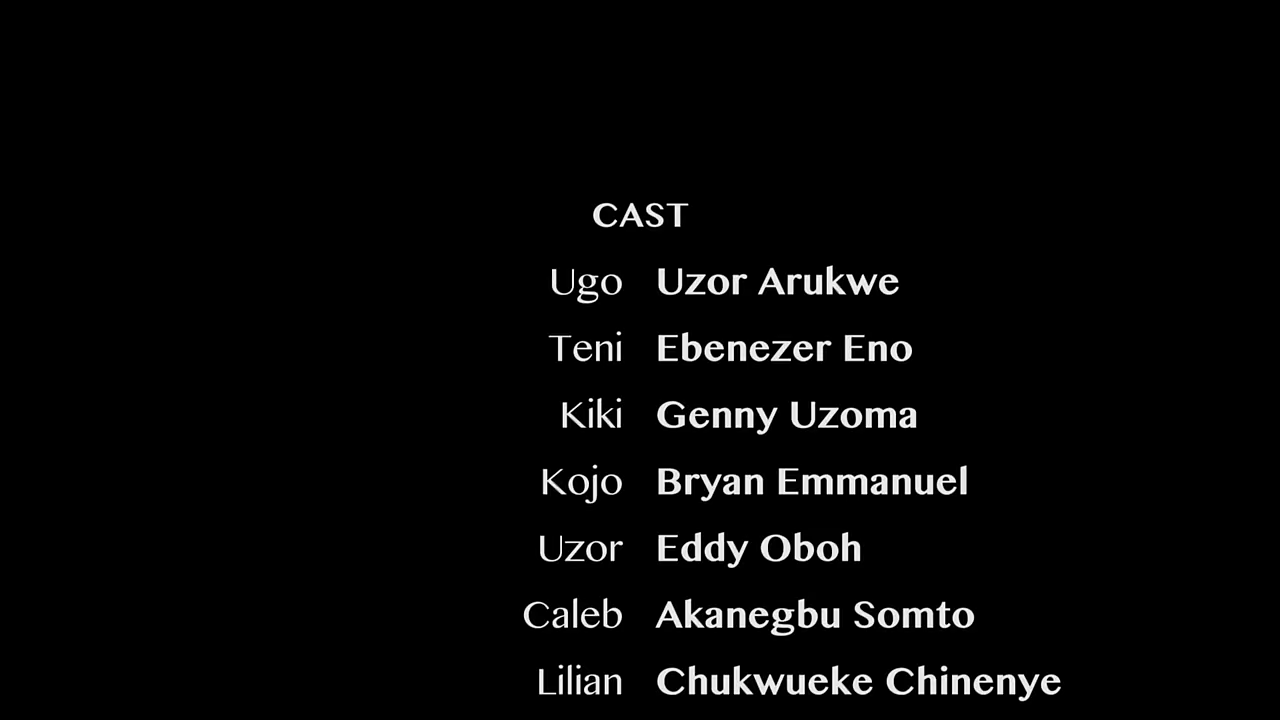 CAST
Ugo Uzor Arukwe
Teni Ebenezer Eno
Kiki Genny Uzoma
Kojo Bryan Emmanuel
Uzor Eddy Oboh
Caleb Akanegbu Somto
Lilian Chukwueke Chinenye